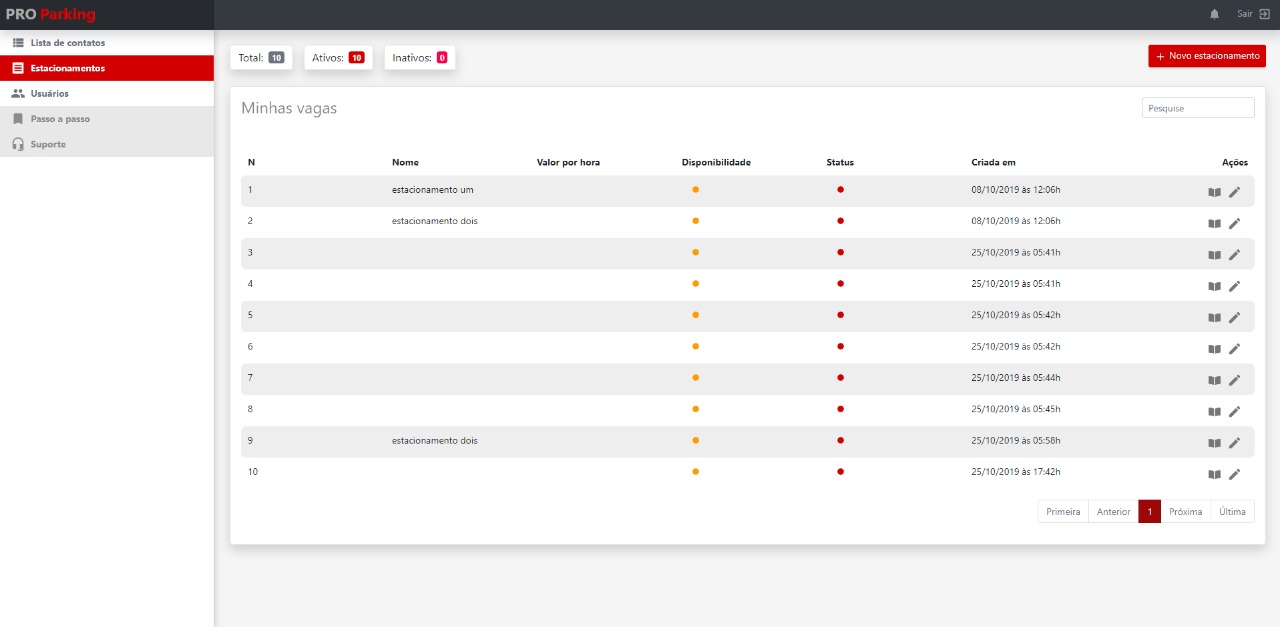 PRO Parking
Sair
Lista de contatos
Estacionamentos
Usuários
Passo a passo
Suporte
Total: 10 Ativos: 10 Inativos: 0
+ Novo estacionamento
Minhas vagas
Pesquise
N Nome Valor por hora Disponibilidade Status Criada em Ações
1 estacionamento um 08/10/2019 às 12:06h
2 estacionamento dois 08/10/2019 às 12:06h
3 25/10/2019 às 05:41h
4 25/10/2019 às 05:41h
5 25/10/2019 às 05:42h
6 25/10/2019 às 05:42h
7 25/10/2019 às 05:44h
8 25/10/2019 às 05:45h
9 estacionamento dois 25/10/2019 às 05:58h
10 25/10/2019 às 17:42h
Primeira Anterior 1 Próxima Última